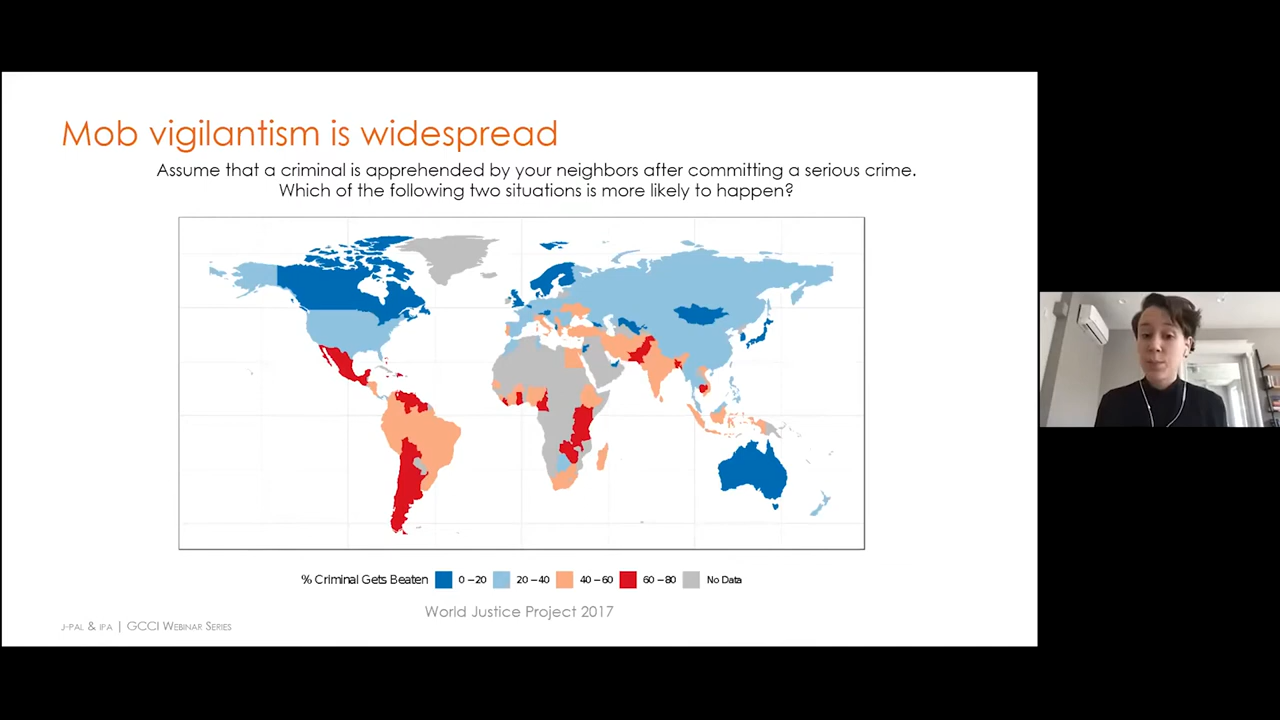 Mob vigilantism is widespread
Assume that a criminal is apprehended by your neighbors after committing a serious crime.
Which of the following two situations is more likely to happen?
% Criminal Gets Beaten 0-20 20-40 40-60 60-80 No Data
World Justice Project 2017
J-PAL & IPA | GCCI Webinar Series